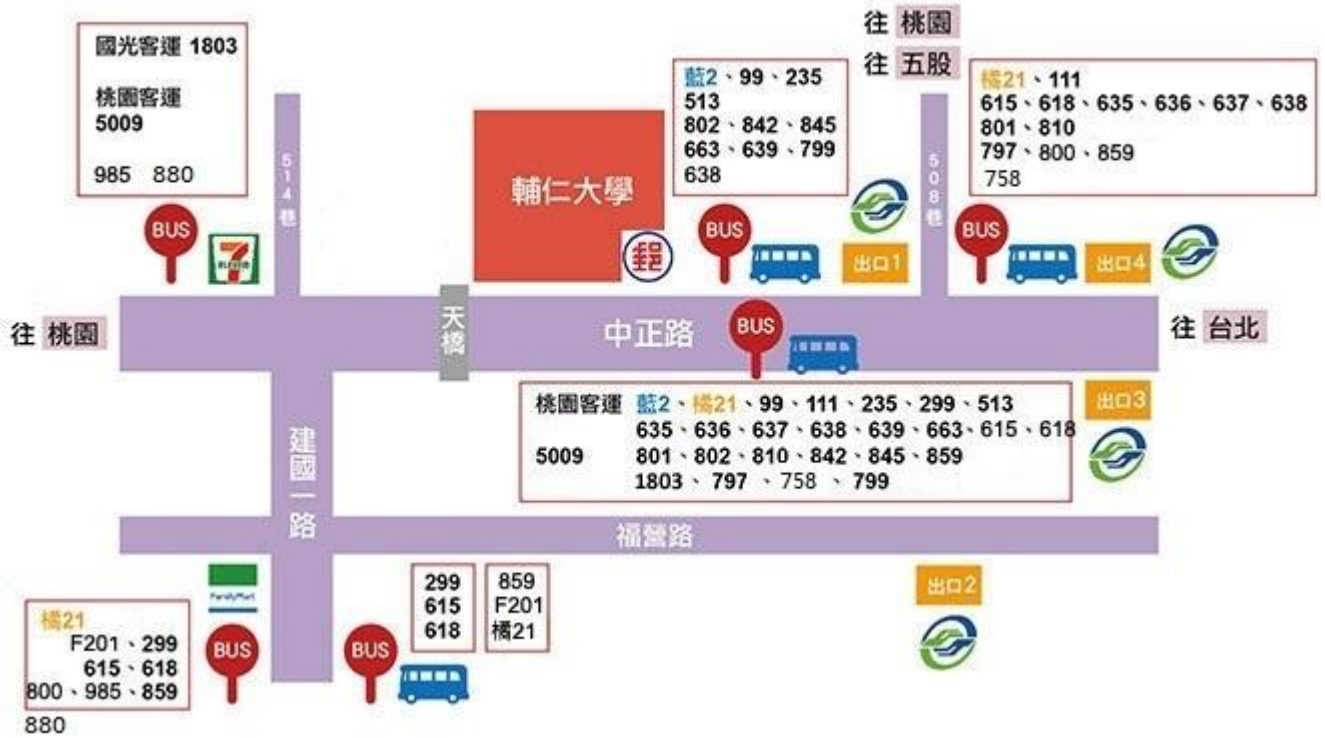 往 桃園
往 五股
國光客運 1803
桃園客運
5009
985 880
藍2、99、235
513
802、842、845
663、639、799
638
橘21、111
615、618、635、636、637、638
801、810
797、800、859
758
514巷
輔仁大學
508巷
BUS
7
ELEVEN
郵
BUS
出口1
BUS
出口4
往 桃園
天橋
中正路
BUS
往 台北
桃園客運 藍2、橘21、99、111、235、299、513
635、636、637、638、639、663、615、618
5009 801、802、810、842、845、859
1803、797、758、799
出口3
建國一路
福營路
FamilyMart
299
615
618
859
F201
橘21
出口2
橘21
F201、299
615、618
800、985、859
880
BUS
BUS